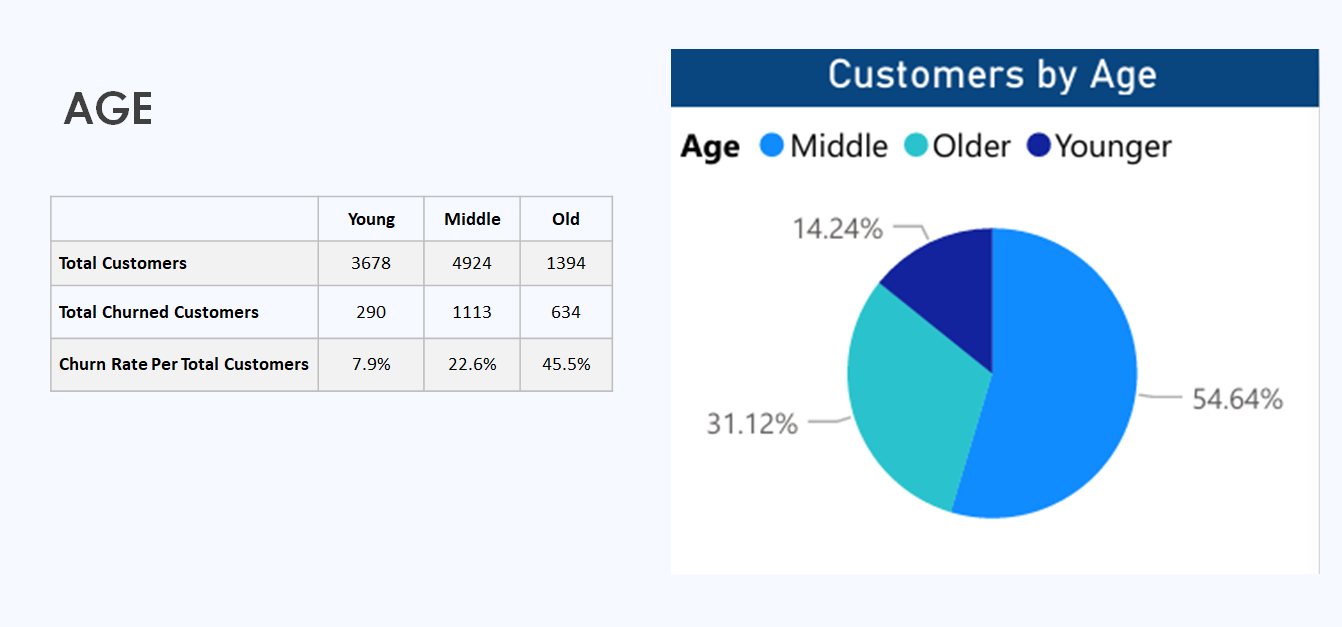 AGE
Young Middle Old
Total Customers 3678 4924 1394
Total Churned Customers 290 1113 634
Churn Rate Per Total Customers 7.9% 22.6% 45.5%
Customers by Age
Age Middle Older Younger
14.24%
54.64%
31.12%